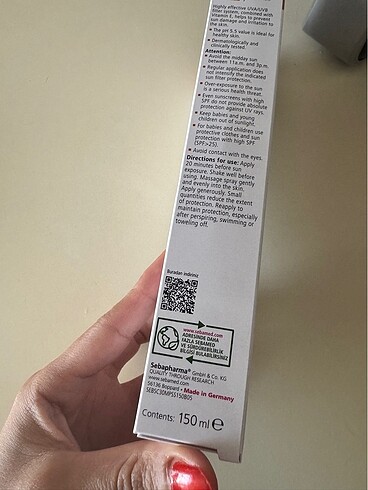 Highly effective UVA/UVB
filter system, combined with
Vitamin E, helps to prevent
sun damage and irritation to
the skin.
• The pH 5.5 value is ideal for
healthy skin.
• Dermatologically and
clinically tested.
Attention:
• Avoid the midday sun
between 11a.m. and 3p.m.
• Regular application does
not intensify the indicated
sun filter protection.
• Over-exposure to the sun
is a serious health threat.
• Even sunscreens with high
SPF do not provide absolute
protection against UV rays.
• Keep babies and young
children out of sunlight.
• For babies and children use
protective clothes and sun
protection with high SPF
(SPF>25).
• Avoid contact with the eyes.
Directions for use: Apply
20 minutes before sun
exposure. Shake well before
using. Massage spray gently
and evenly into the skin.
Apply generously. Small
quantities reduce the extent
of protection. Reapply to
maintain protection, especially
after perspiring, swimming or
toweling off.
Buradan indiriniz
www.sebamed.com
ADRESİNDE DAHA
FAZLA SEBAMED
VE SÜRDÜREBİLİRLİK
BİLGİSİ BULABİLİRSİNİZ
Sebapharma® GmbH & Co. KG
QUALITY THROUGH RESEARCH
www.sebamed.com
56136 Boppard • Made in Germany
SEBSC30MPSS150B05
Contents: 150 ml e